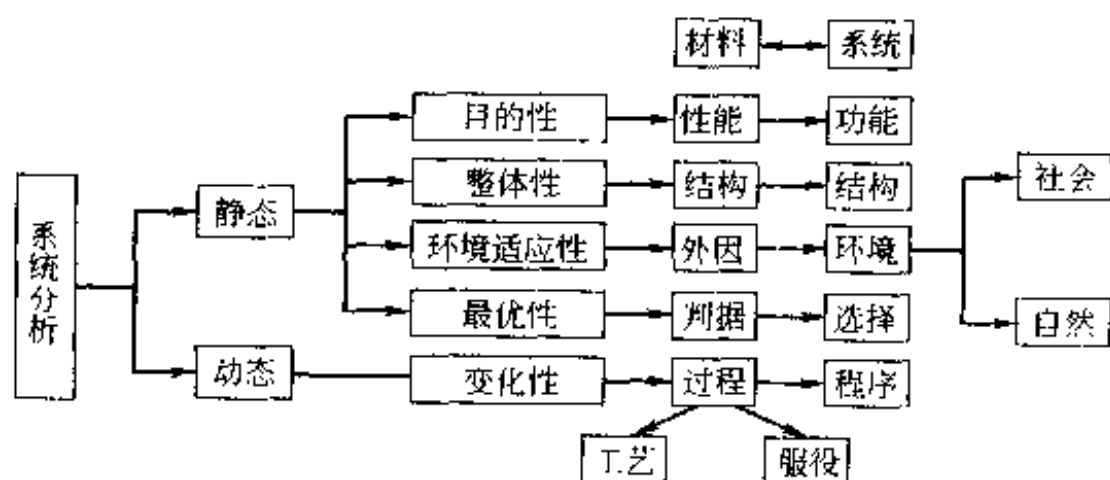 材料
系统
目的性
性能
功能
整体性
结构
结构
社会
静态
环境适应性
外因
环境
系统分析
最优性
判据
选择
自然
动态
变化性
过程
程序
工艺
服役